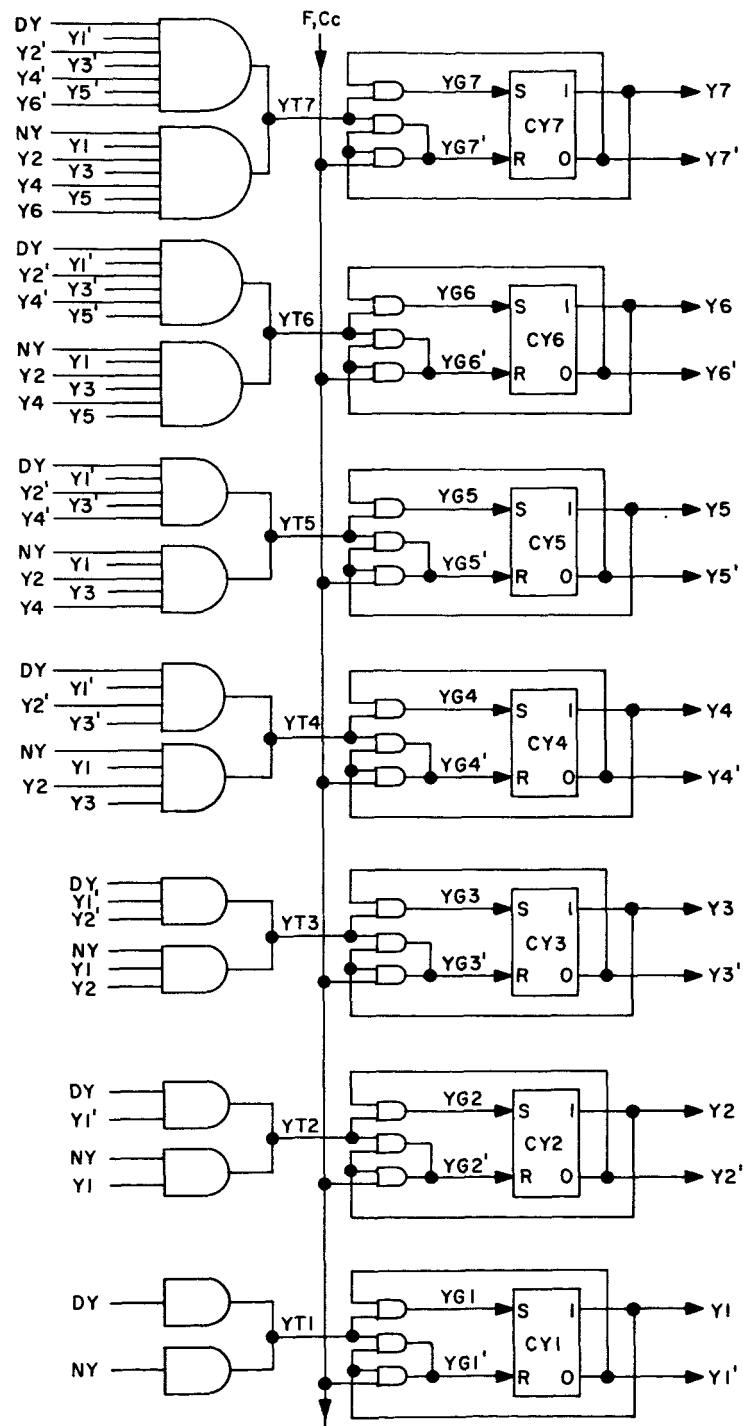 F,Cc
DY
Y1'
Y2'
Y3'
Y4'
Y5'
Y6'
NY
Y1
Y2
Y3
Y4
Y5
Y6
YT7
YG7
YG7'
S 1
CY7
R 0
Y7
Y7'
DY
Y1'
Y2'
Y3'
Y4'
Y5'
NY
Y1
Y2
Y3
Y4
Y5
YT6
YG6
YG6'
S 1
CY6
R 0
Y6
Y6'
DY
Y1'
Y2'
Y3'
Y4'
NY
Y1
Y2
Y3
Y4
YT5
YG5
YG5'
S 1
CY5
R 0
Y5
Y5'
DY
Y1'
Y2'
Y3'
NY
Y1
Y2
Y3
YT4
YG4
YG4'
S 1
CY4
R 0
Y4
Y4'
DY
Y1'
Y2'
NY
Y1
Y2
YT3
YG3
YG3'
S 1
CY3
R 0
Y3
Y3'
DY
Y1'
NY
Y1
YT2
YG2
YG2'
S 1
CY2
R 0
Y2
Y2'
DY
NY
YT1
YG1
YG1'
S 1
CY1
R 0
Y1
Y1'